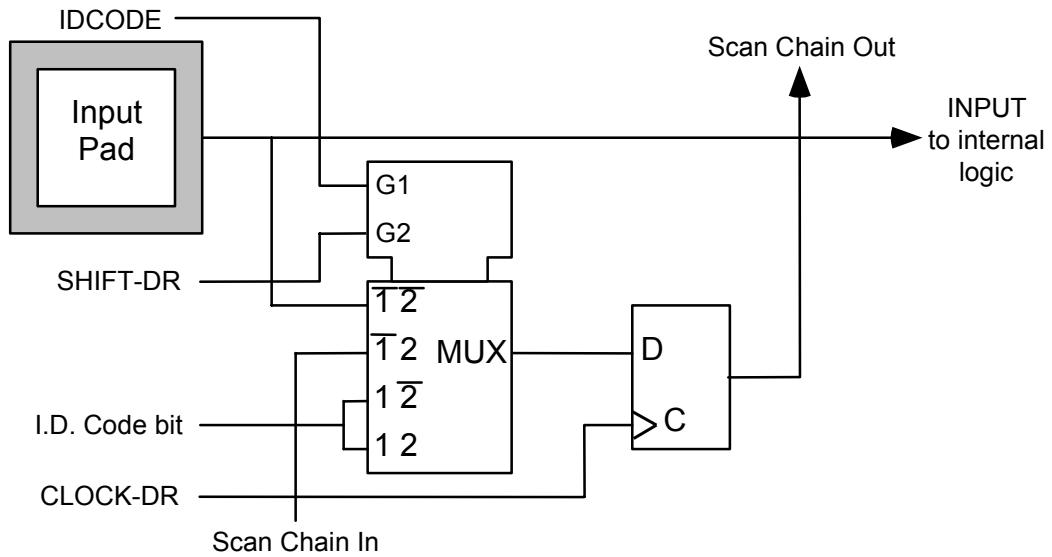 IDCODE
Input
Pad
Scan Chain Out
INPUT
to internal
logic
G1
G2
SHIFT-DR
1̅ 2̅
1̅ 2
MUX
D
1 2̅
I.D. Code bit
1 2
C
CLOCK-DR
Scan Chain In